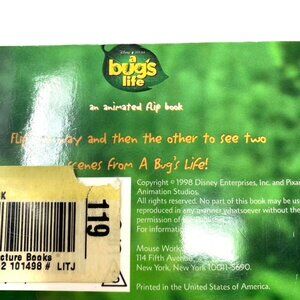 Disney · PIXAR
a
bug's
life
an animated flip book
Flip way and then the other to see two
scenes from A Bug's Life!
Copyright © 1998 Disney Enterprises, Inc. and Pixar
Animation Studios.
All rights reserved. No part of this book may be used
reproduced in any manner whatsoever without the
permission of the
For information
Mouse Works
114 Fifth Avenue
New York, New York 10011-5690.
Printed in the United States of America.
119
cture Books
2 101498 # LITJ